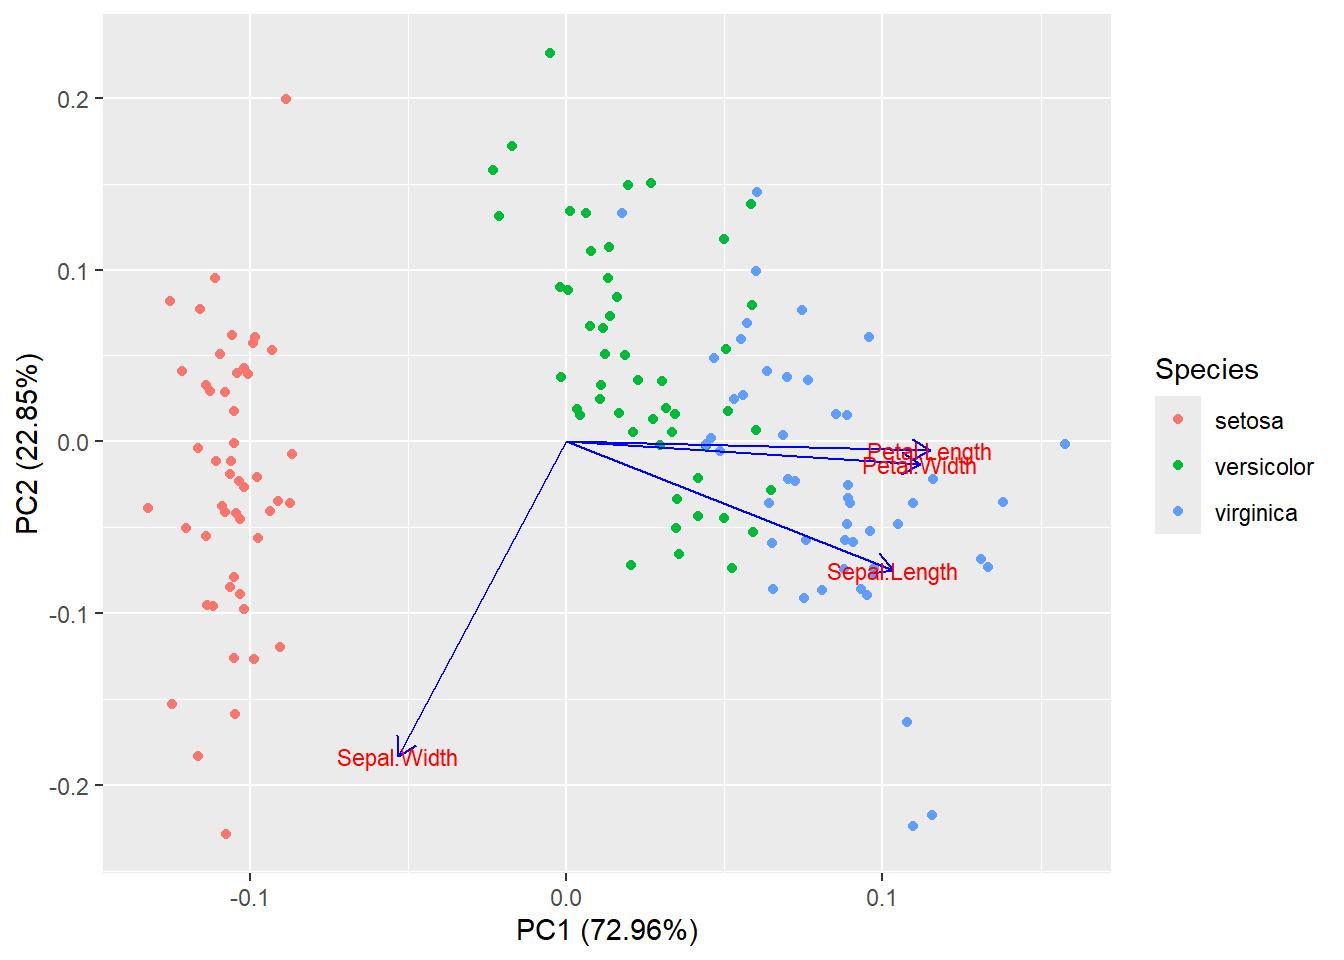 0.2
0.1
0.0
-0.1
-0.2
PC2 (22.85%)
Petal.Length
Petal.Width
Sepal.Length
Sepal.Width
-0.1
0.0
0.1
PC1 (72.96%)
Species
setosa
versicolor
virginica